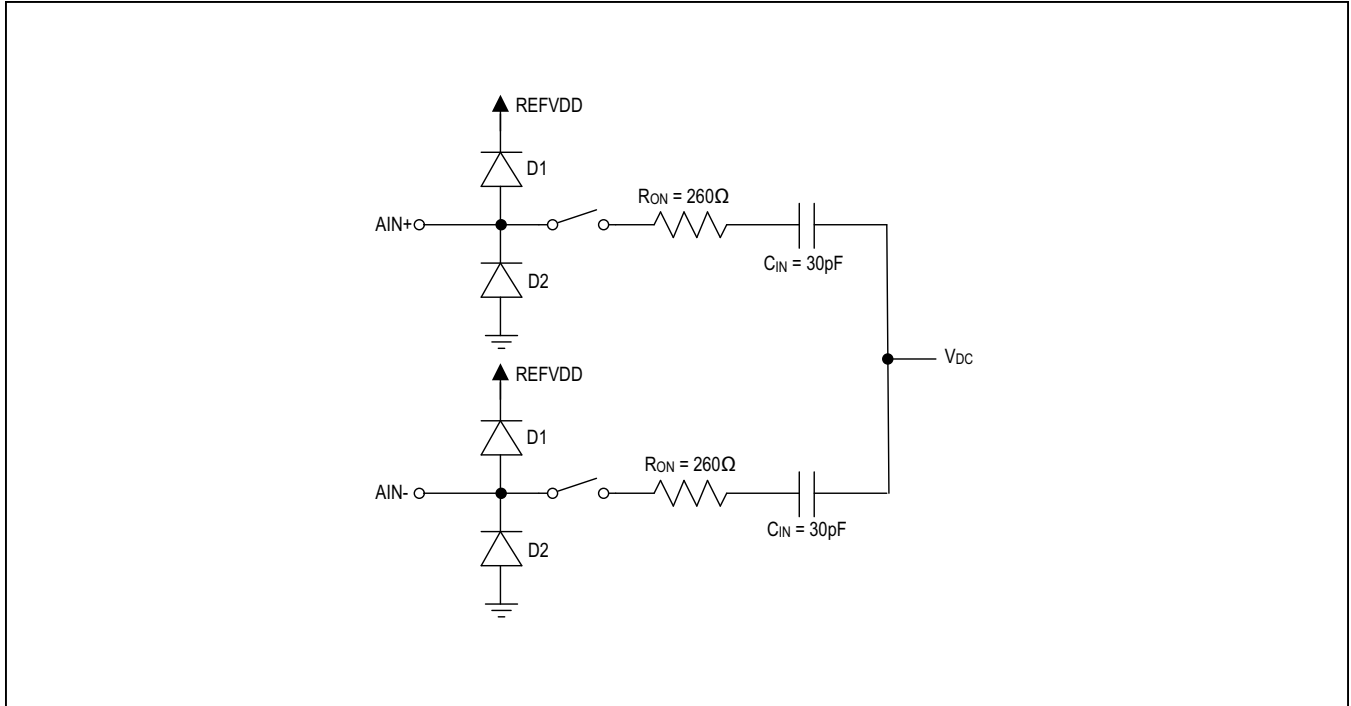 REFVDD
D1
RON = 260Ω
AIN+
CIN = 30pF
D2
VDC
REFVDD
D1
RON = 260Ω
AIN-
CIN = 30pF
D2